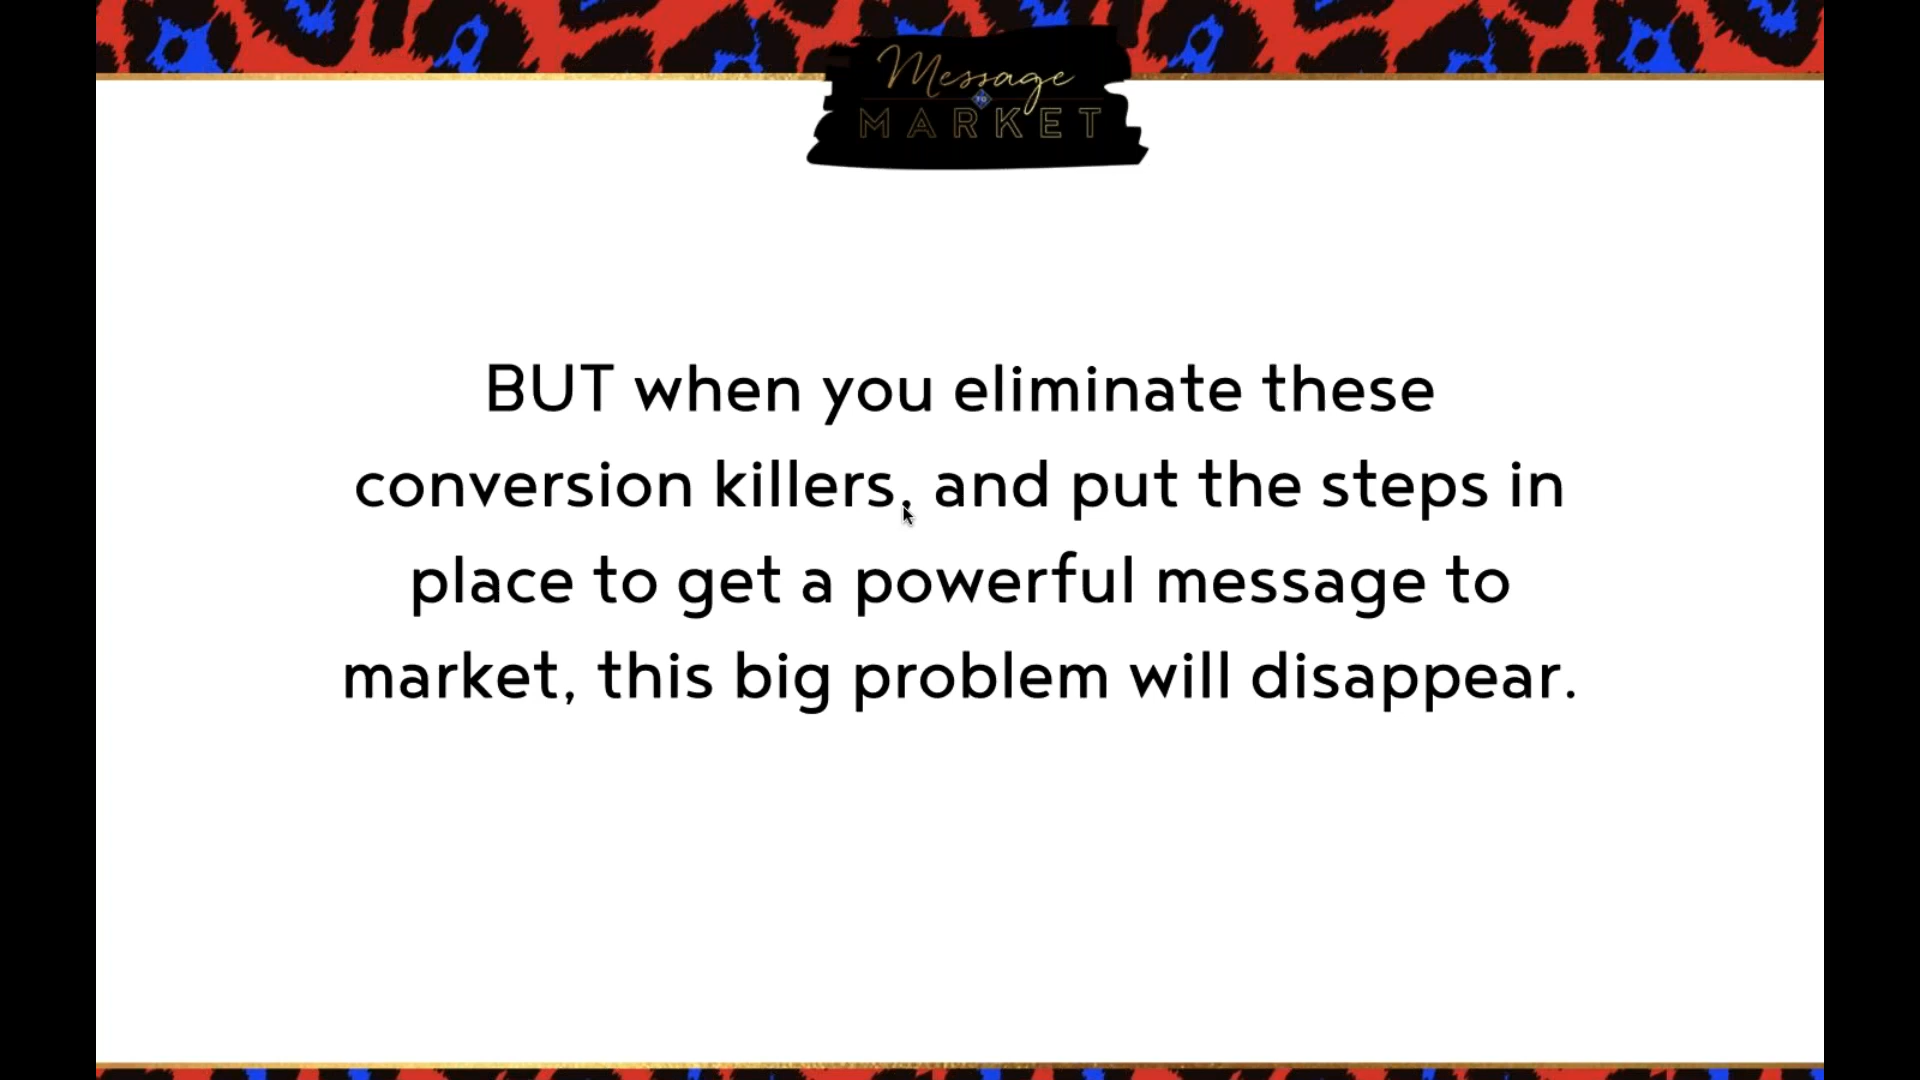 Message
TO
MARKET
BUT when you eliminate these
conversion killers, and put the steps in
place to get a powerful message to
market, this big problem will disappear.